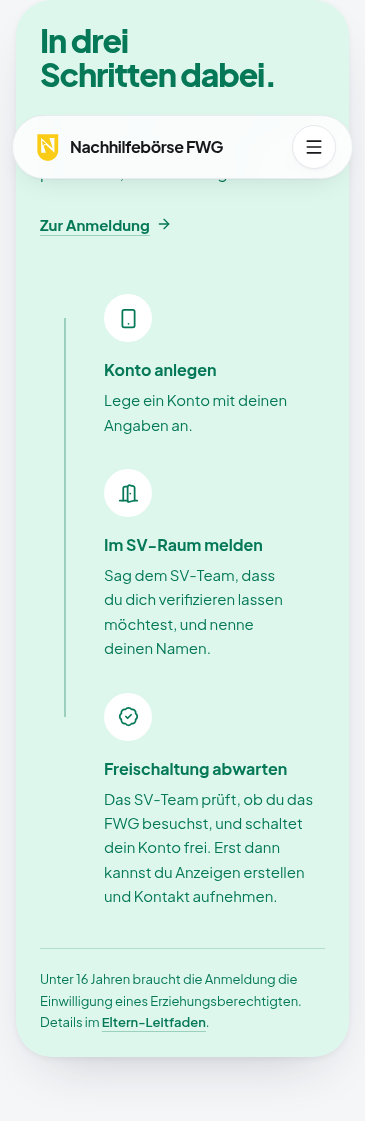 In drei
Schritten dabei.
Nachhilfebörse FWG
Zur Anmeldung
Konto anlegen
Lege ein Konto mit deinen
Angaben an.
Im SV-Raum melden
Sag dem SV-Team, dass
du dich verifizieren lassen
möchtest, und nenne
deinen Namen.
Freischaltung abwarten
Das SV-Team prüft, ob du das
FWG besuchst, und schaltet
dein Konto frei. Erst dann
kannst du Anzeigen erstellen
und Kontakt aufnehmen.
Unter 16 Jahren braucht die Anmeldung die
Einwilligung eines Erziehungsberechtigten.
Details im Eltern-Leitfaden.